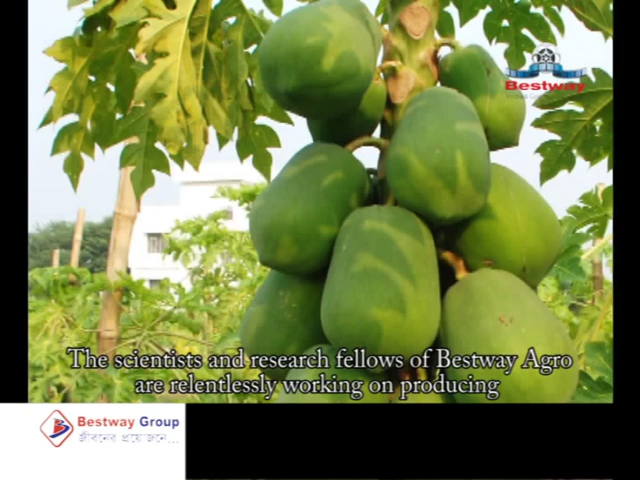 Bestway
The scientists and research fellows of Bestway Agro
are relentlessly working on producing
Bestway Group
জীবনের প্রয়োজনে...